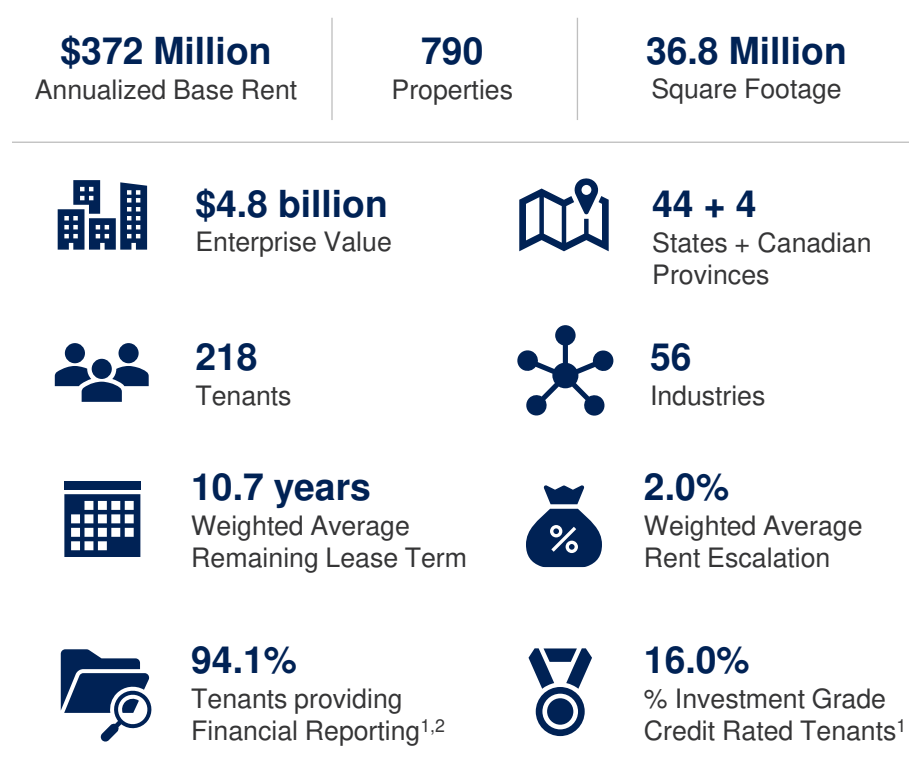 $372 Million
Annualized Base Rent
790
Properties
36.8 Million
Square Footage
$4.8 billion
Enterprise Value
44 + 4
States + Canadian
Provinces
218
Tenants
56
Industries
10.7 years
Weighted Average
Remaining Lease Term
%
2.0%
Weighted Average
Rent Escalation
94.1%
Tenants providing
Financial Reporting1,2
16.0%
% Investment Grade
Credit Rated Tenants1